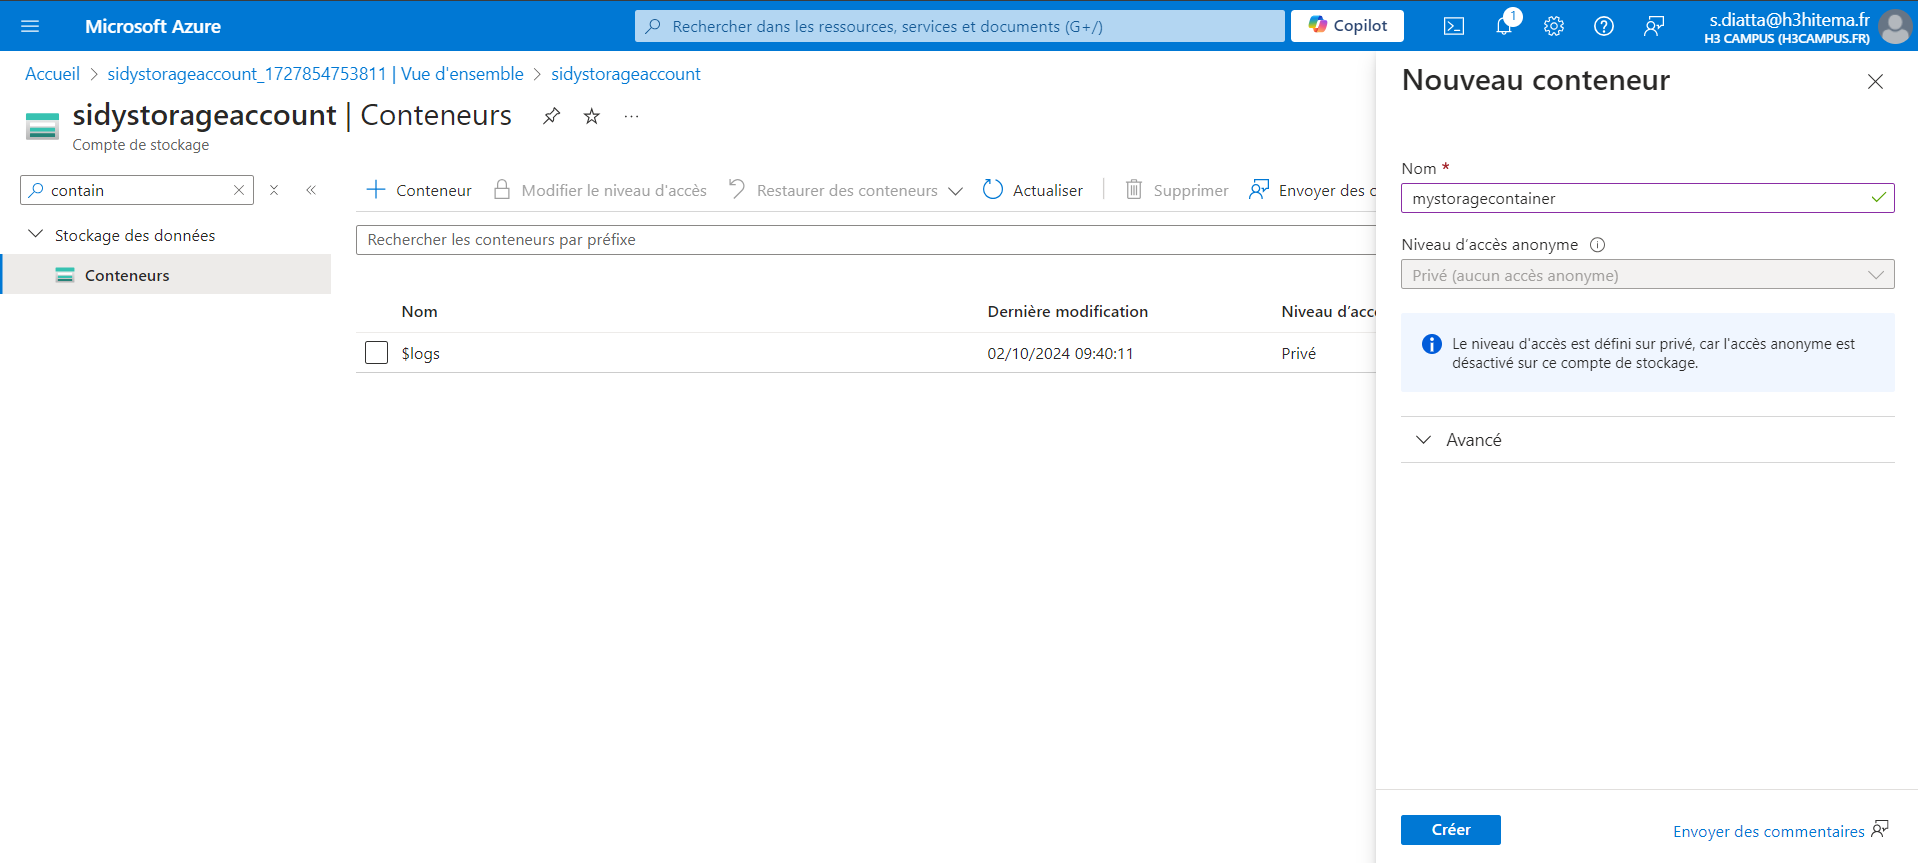 Microsoft Azure
Rechercher dans les ressources, services et documents (G+/)
Copilot
1
s.diatta@h3hitema.fr
H3 CAMPUS (H3CAMPUS.FR)
Accueil > sidystorageaccount_1727854753811 | Vue d'ensemble > sidystorageaccount
sidystorageaccount | Conteneurs
Compte de stockage
contain
Stockage des données
Conteneurs
Conteneur
Modifier le niveau d'accès
Restaurer des conteneurs
Actualiser
Supprimer
Envoyer des c
Rechercher les conteneurs par préfixe
Nom
Dernière modification
Niveau d'accè
$logs
02/10/2024 09:40:11
Privé
Nouveau conteneur
Nom *
mystoragecontainer
Niveau d'accès anonyme
Privé (aucun accès anonyme)
Le niveau d'accès est défini sur privé, car l'accès anonyme est
désactivé sur ce compte de stockage.
Avancé
Créer
Envoyer des commentaires